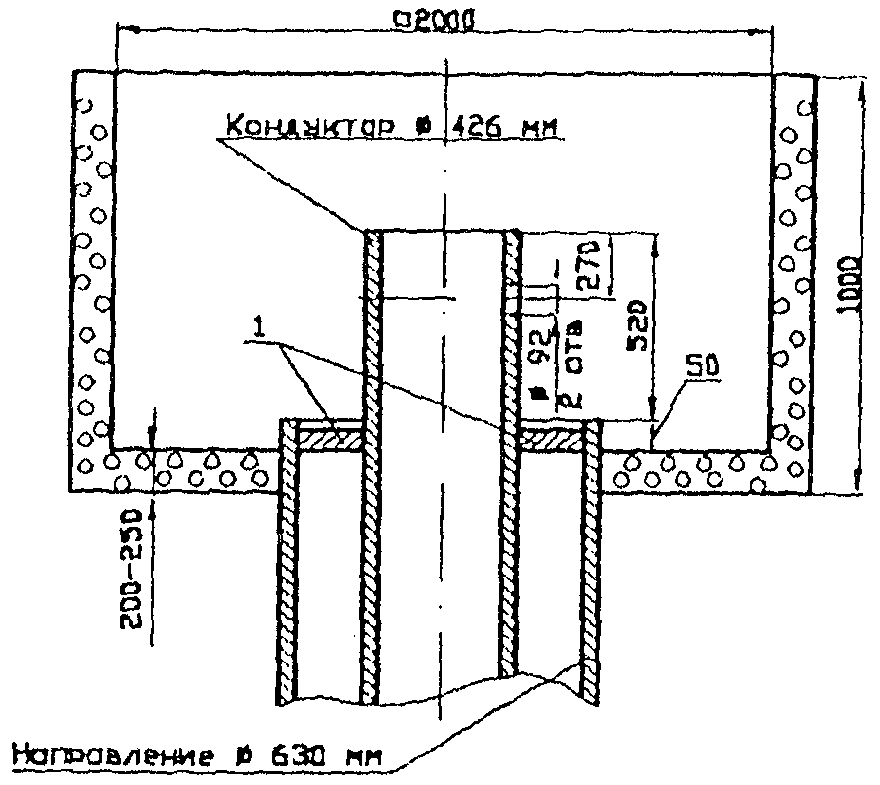 □2000
Кондуктор ø 426 мм
270
1000
520
1
ø 92
2 отв
50
200-250
Направление ø 630 мм